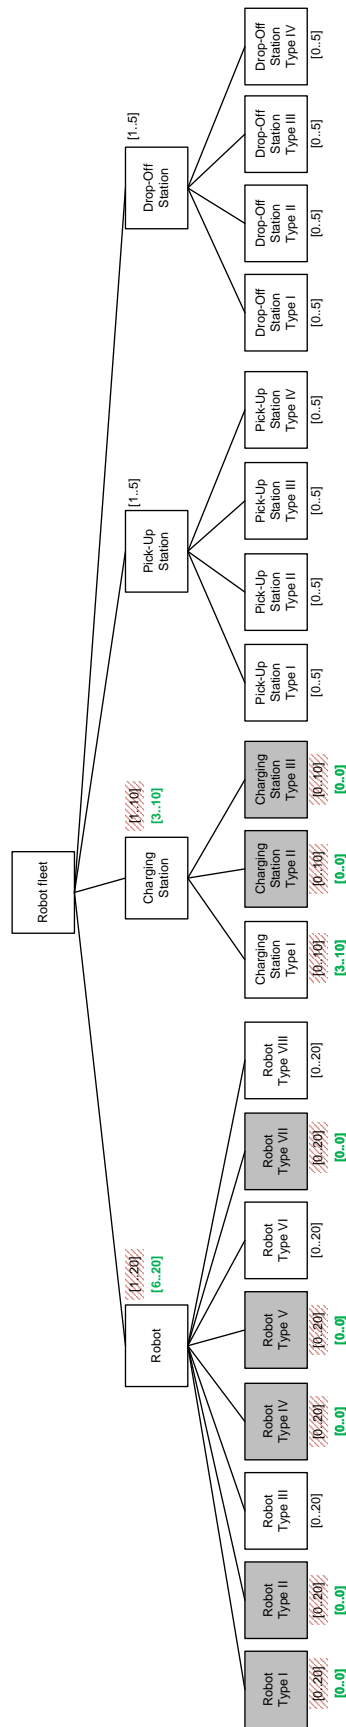 Robot fleet
Robot
[1..20]
[6..20]
Charging
Station
[1..10]
[3..10]
Pick-Up
Station
[1..5]
Drop-Off
Station
[1..5]
Robot
Type I
[0..20]
[0..0]
Robot
Type II
[0..20]
[0..0]
Robot
Type III
[0..20]
Robot
Type IV
[0..20]
[0..0]
Robot
Type V
[0..20]
[0..0]
Robot
Type VI
[0..20]
Robot
Type VII
[0..20]
[0..0]
Robot
Type VIII
[0..20]
Charging
Station
Type I
[0..10]
[3..10]
Charging
Station
Type II
[0..10]
[0..0]
Charging
Station
Type III
[0..10]
[0..0]
Pick-Up
Station
Type I
[0..5]
Pick-Up
Station
Type II
[0..5]
Pick-Up
Station
Type III
[0..5]
Pick-Up
Station
Type IV
[0..5]
Drop-Off
Station
Type I
[0..5]
Drop-Off
Station
Type II
[0..5]
Drop-Off
Station
Type III
[0..5]
Drop-Off
Station
Type IV
[0..5]